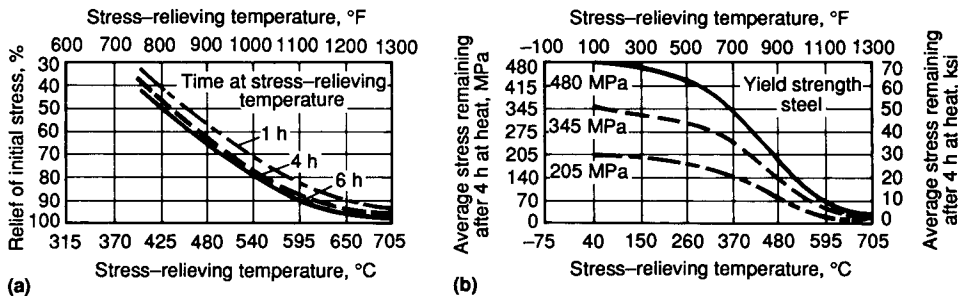 Stress–relieving temperature, °F
600 700 800 900 1000 1100 1200 1300
Relief of initial stress, %
30
40
50
60
70
80
90
100
Time at stress–relieving
temperature
1 h
4 h
6 h
315 370 425 480 540 595 650 705
Stress–relieving temperature, °C
(a)
Stress–relieving temperature, °F
–100 100 300 500 700 900 1100 1300
Average stress remaining
after 4 h at heat, MPa
480
415
345
275
205
140
70
0
480 MPa
345 MPa
205 MPa
Yield strength
steel
70
60
50
40
30
20
10
0
Average stress remaining
after 4 h at heat, ksi
–75 40 150 260 370 480 595 705
Stress–relieving temperature, °C
(b)